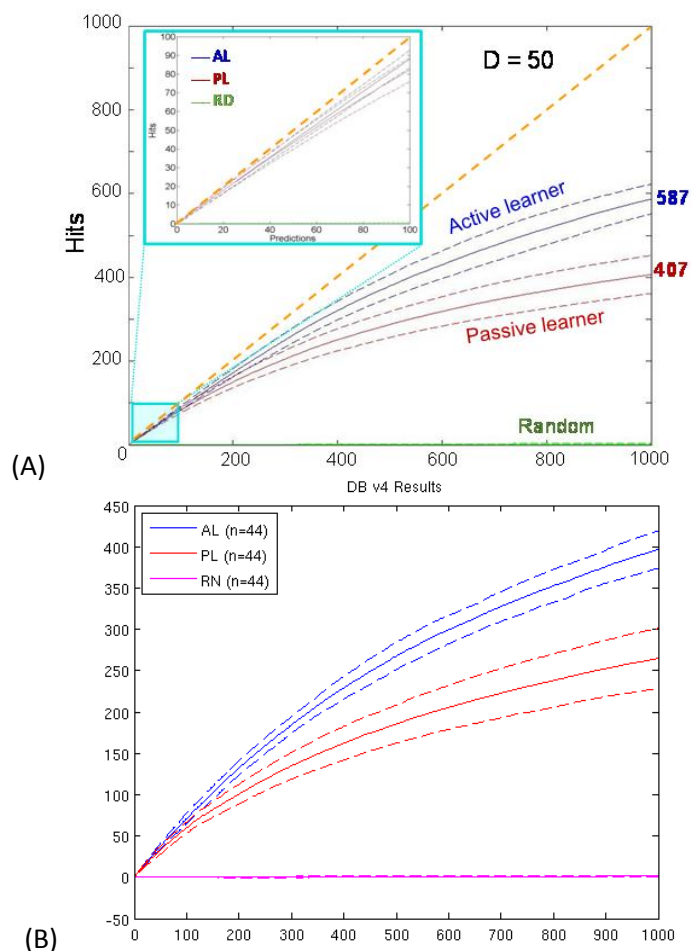 1000
800
600
400
200
0
Hits
D = 50
100
90
80
70
60
50
40
30
20
10
0
Hits
AL
PL
RD
0 20 40 60 80 100
Predictions
Active learner
587
407
Passive learner
Random
0 200 400 600 800 1000
(A)
DB v4 Results
450
400
350
300
250
200
150
100
50
0
-50
AL (n=44)
PL (n=44)
RN (n=44)
0 100 200 300 400 500 600 700 800 900 1000
(B)